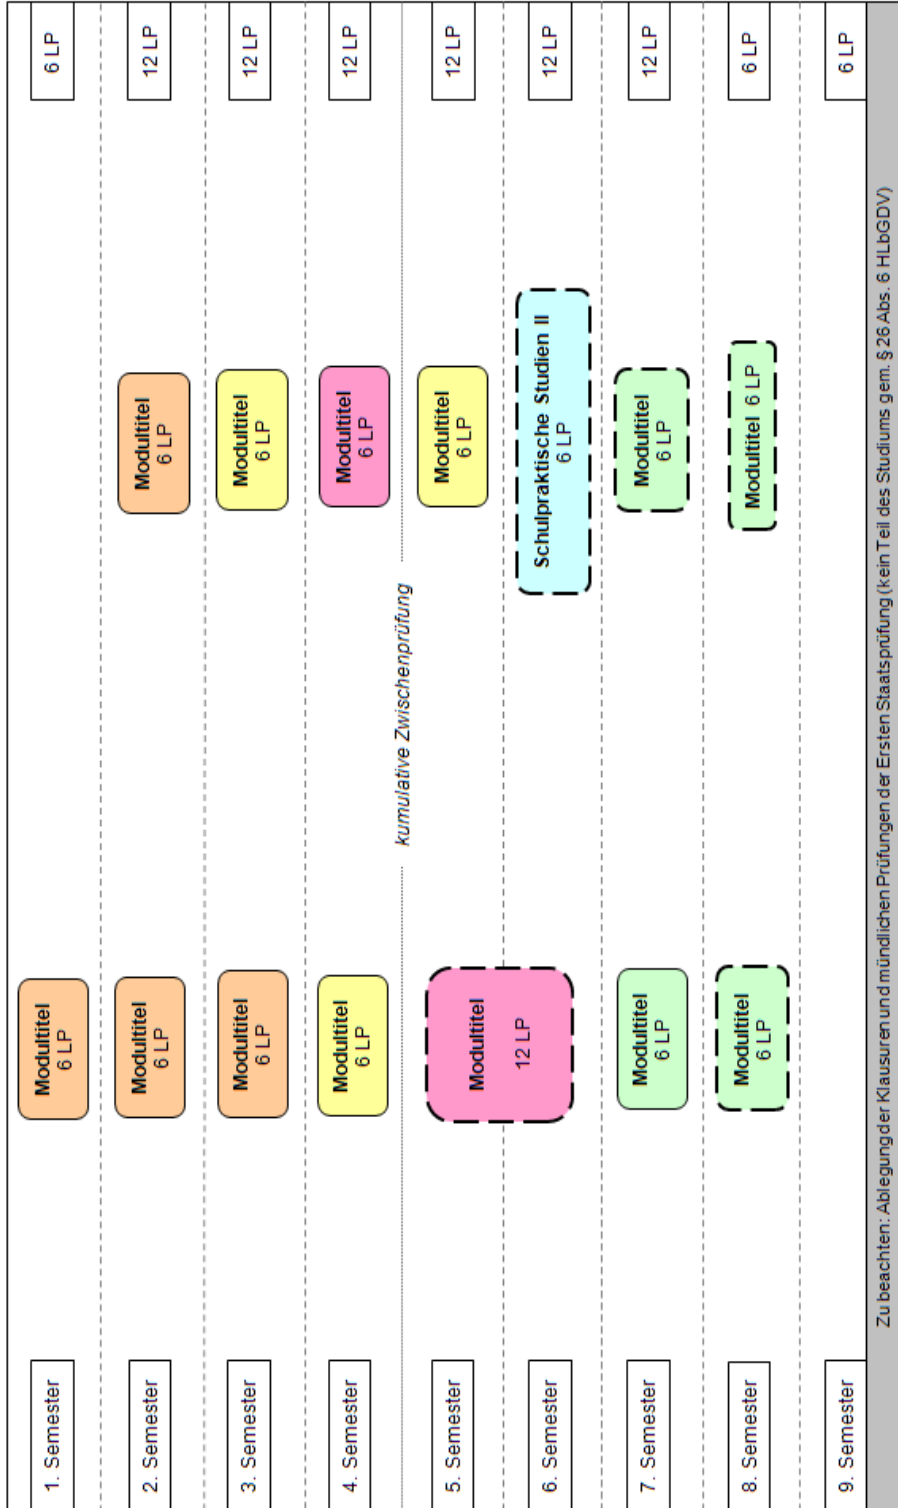 1. Semester
Modultitel
6 LP
6 LP
2. Semester
Modultitel
6 LP
Modultitel
6 LP
12 LP
3. Semester
Modultitel
6 LP
Modultitel
6 LP
12 LP
4. Semester
Modultitel
6 LP
Modultitel
6 LP
12 LP
kumulative Zwischenprüfung
5. Semester
Modultitel
12 LP
Modultitel
6 LP
12 LP
6. Semester
Schulpraktische Studien II
6 LP
12 LP
7. Semester
Modultitel
6 LP
Modultitel
6 LP
12 LP
8. Semester
Modultitel
6 LP
Modultitel 6 LP
6 LP
9. Semester
6 LP
Zu beachten: Ablegung der Klausuren und mündlichen Prüfungen der Ersten Staatsprüfung (kein Teil des Studiums gem. § 26 Abs. 6 HLbGDV)